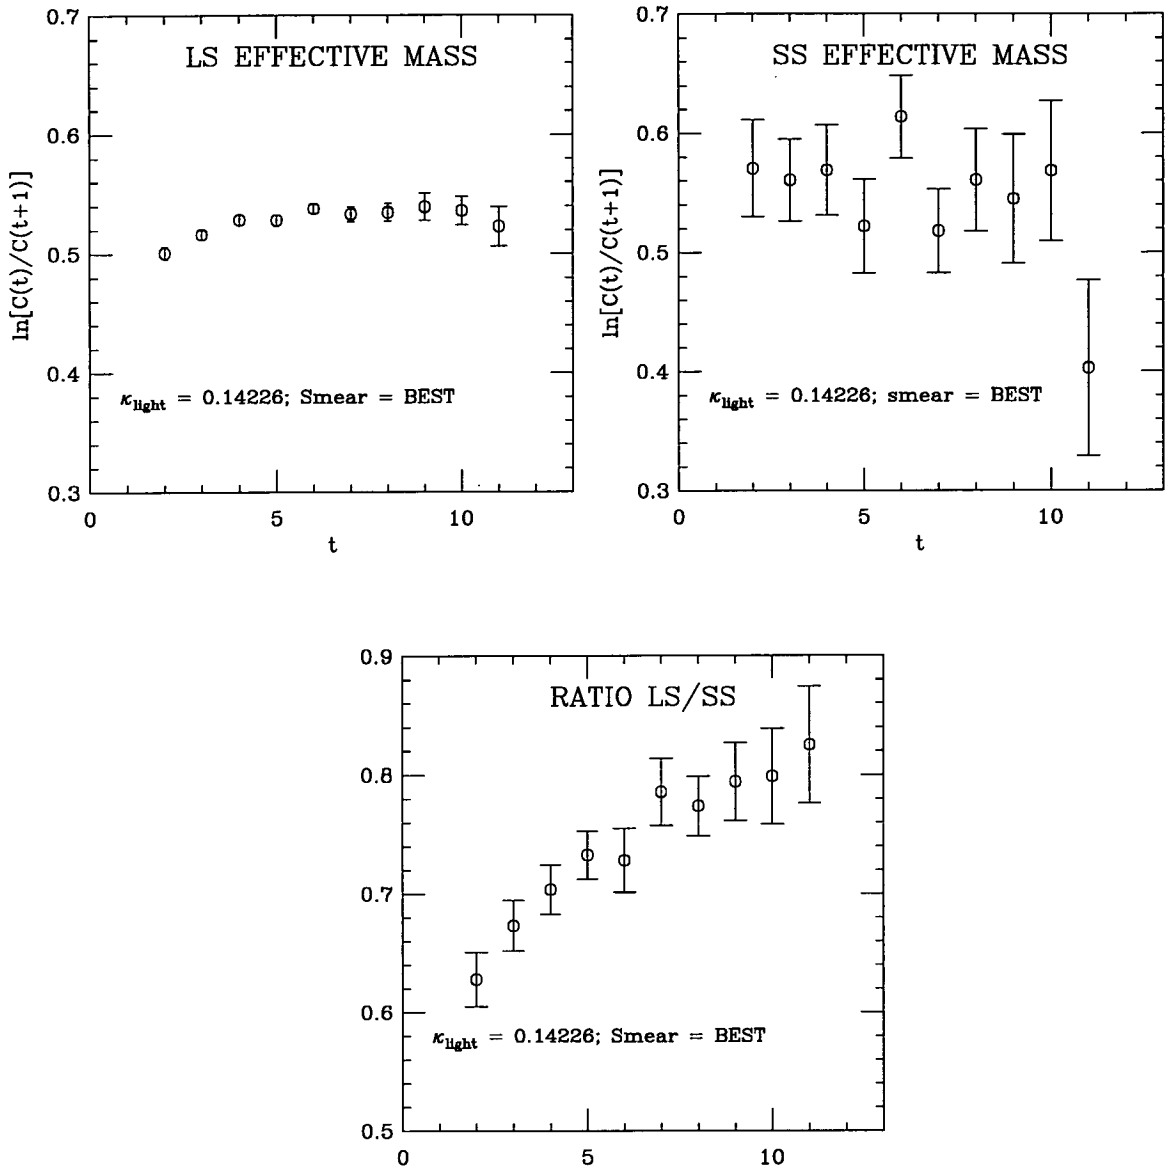 LS EFFECTIVE MASS
0.7
0.6
0.5
0.4
0.3
ln[C(t)/C(t+1)]
κlight = 0.14226; Smear = BEST
0 5 10
t
SS EFFECTIVE MASS
0.7
0.6
0.5
0.4
0.3
ln[C(t)/C(t+1)]
κlight = 0.14226; smear = BEST
0 5 10
t
RATIO LS/SS
0.9
0.8
0.7
0.6
0.5
κlight = 0.14226; Smear = BEST
0 5 10